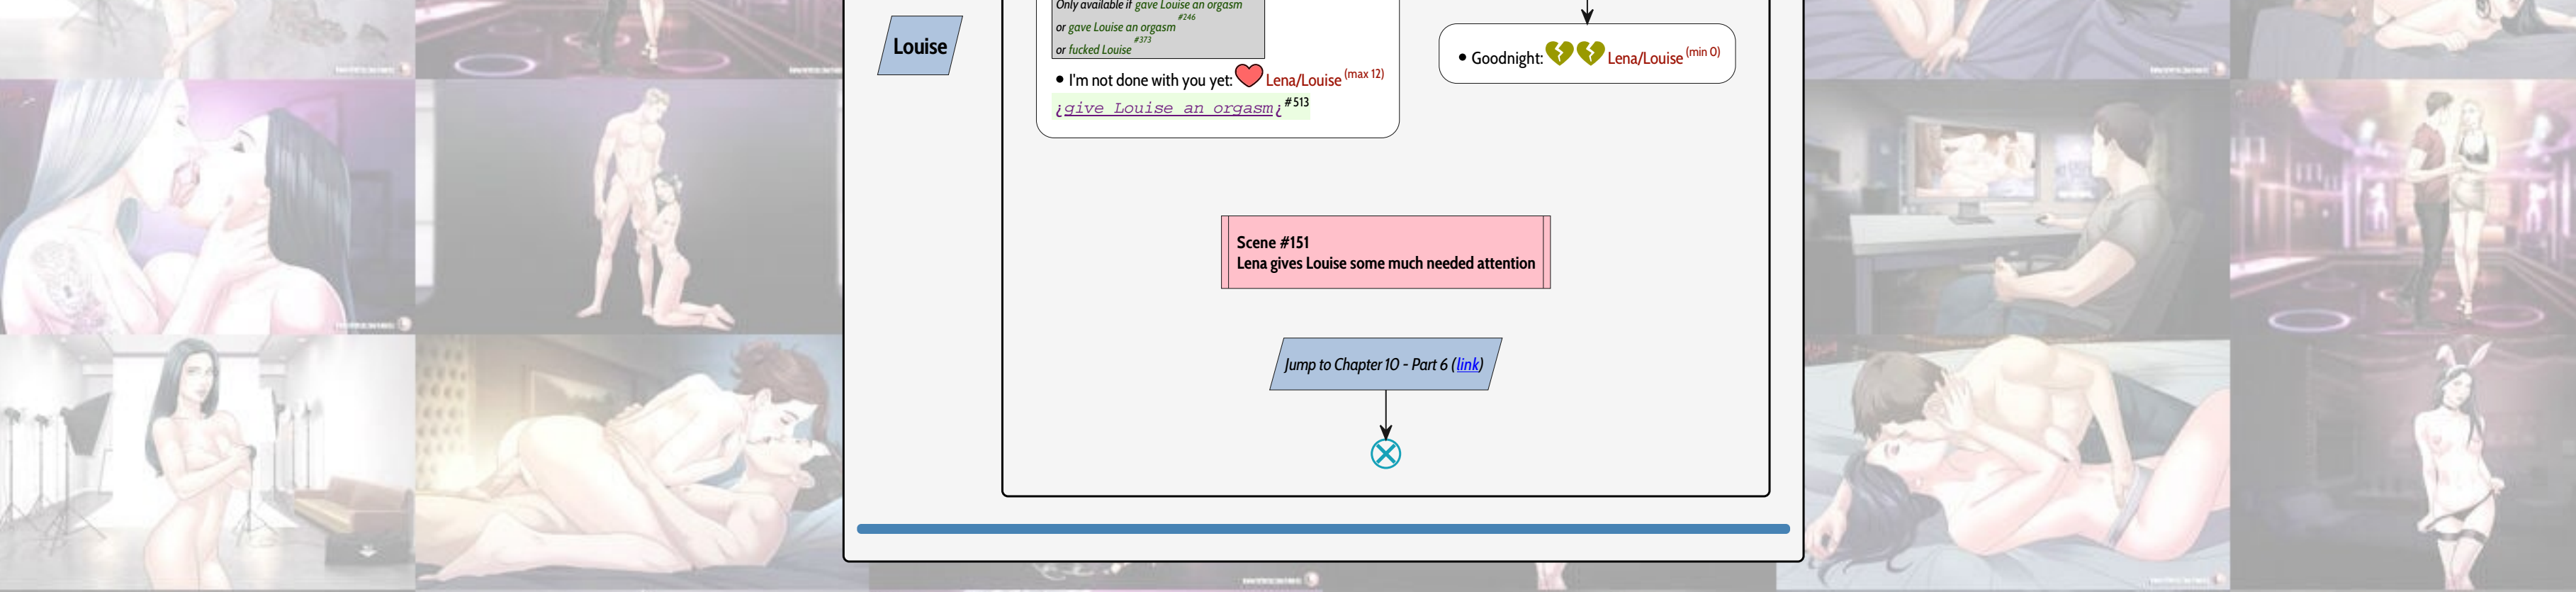 Only available if gave Louise an orgasm
#246
or gave Louise an orgasm
#373
or fucked Louise
Louise
• I'm not done with you yet: Lena/Louise (max 12)
¿give Louise an orgasm¿ #513
• Goodnight: Lena/Louise (min 0)
Scene #151
Lena gives Louise some much needed attention
Jump to Chapter 10 - Part 6 (link)